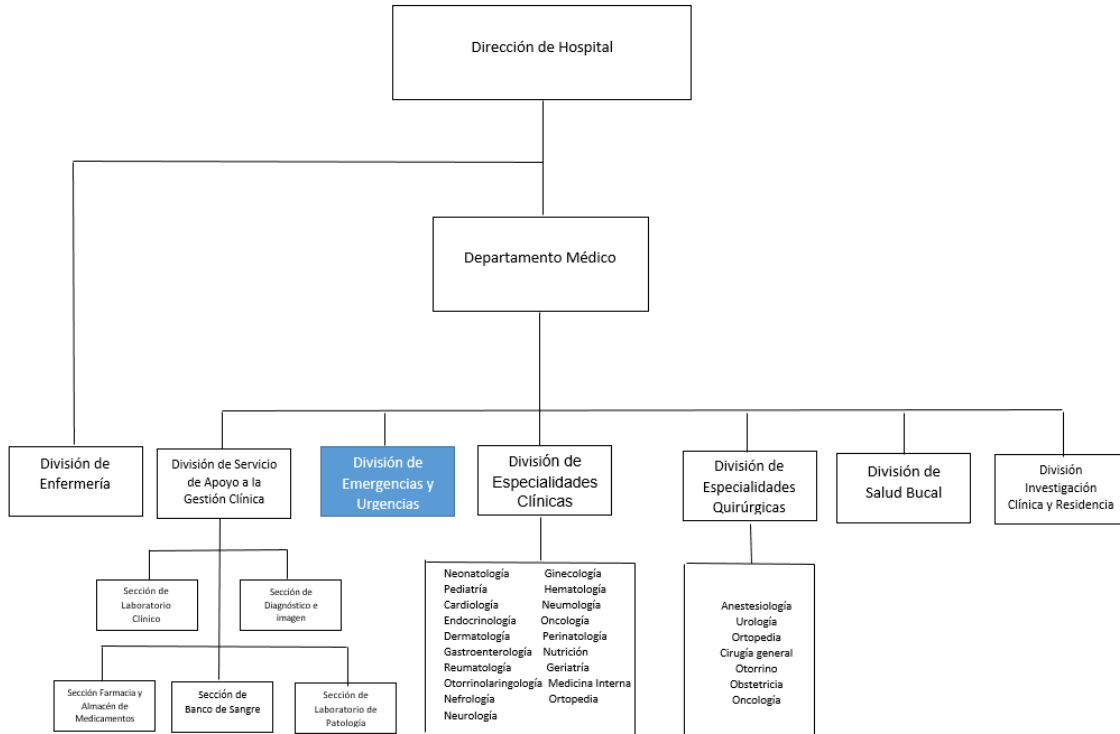 Dirección de Hospital
Departamento Médico
División de
Enfermería
División de Servicio
de Apoyo a la
Gestión Clínica
División de
Emergencias y
Urgencias
División de
Especialidades
Clínicas
División de
Especialidades
Quirúrgicas
División de
Salud Bucal
División
Investigación
Clínica y Residencia
Sección de
Laboratorio
Clínico
Sección de
Diagnóstico e
imagen
Sección Farmacia y
Almacén de
Medicamentos
Sección de
Banco de Sangre
Sección de
Laboratorio de
Patología
Neonatología Ginecología
Pediatría Hematología
Cardiología Neumología
Endocrinología Oncología
Dermatología Perinatología
Gastroenterología Nutrición
Reumatología Geriatría
Otorrinolaringología Medicina Interna
Nefrología Ortopedia
Neurología
Anestesiología
Urología
Ortopedia
Cirugía general
Otorrino
Obstetricia
Oncología